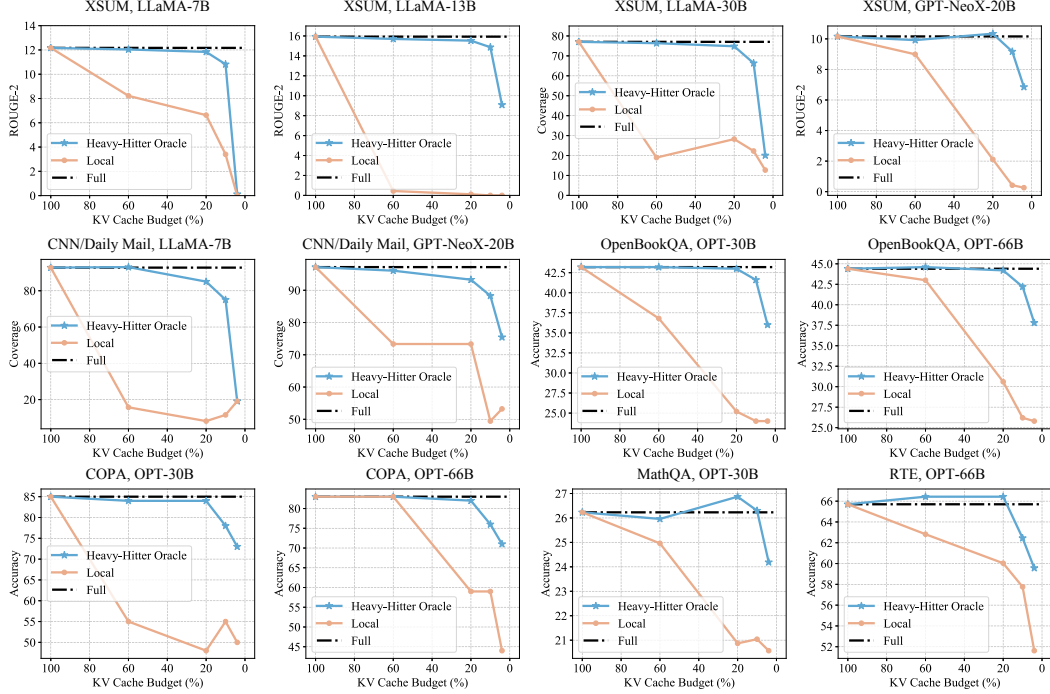 XSUM, LLaMA-7B
ROUGE-2
14
12
10
8
6
4
2
0
Heavy-Hitter Oracle
Local
Full
100 80 60 40 20 0
KV Cache Budget (%)
XSUM, LLaMA-13B
ROUGE-2
16
14
12
10
8
6
4
2
0
Heavy-Hitter Oracle
Local
Full
100 80 60 40 20 0
KV Cache Budget (%)
XSUM, LLaMA-30B
Coverage
80
70
60
50
40
30
20
10
0
Heavy-Hitter Oracle
Local
Full
100 80 60 40 20 0
KV Cache Budget (%)
XSUM, GPT-NeoX-20B
ROUGE-2
10
8
6
4
2
0
Heavy-Hitter Oracle
Local
Full
100 80 60 40 20 0
KV Cache Budget (%)
CNN/Daily Mail, LLaMA-7B
Coverage
80
60
40
20
Heavy-Hitter Oracle
Local
Full
100 80 60 40 20 0
KV Cache Budget (%)
CNN/Daily Mail, GPT-NeoX-20B
Coverage
90
80
70
60
50
Heavy-Hitter Oracle
Local
Full
100 80 60 40 20 0
KV Cache Budget (%)
OpenBookQA, OPT-30B
Accuracy
42.5
40.0
37.5
35.0
32.5
30.0
27.5
25.0
Heavy-Hitter Oracle
Local
Full
100 80 60 40 20 0
KV Cache Budget (%)
OpenBookQA, OPT-66B
Accuracy
45.0
42.5
40.0
37.5
35.0
32.5
30.0
27.5
25.0
Heavy-Hitter Oracle
Local
Full
100 80 60 40 20 0
KV Cache Budget (%)
COPA, OPT-30B
Accuracy
85
80
75
70
65
60
55
50
Heavy-Hitter Oracle
Local
Full
100 80 60 40 20 0
KV Cache Budget (%)
COPA, OPT-66B
Accuracy
80
75
70
65
60
55
50
45
Heavy-Hitter Oracle
Local
Full
100 80 60 40 20 0
KV Cache Budget (%)
MathQA, OPT-30B
Accuracy
27
26
25
24
23
22
21
Heavy-Hitter Oracle
Local
Full
100 80 60 40 20 0
KV Cache Budget (%)
RTE, OPT-66B
Accuracy
66
64
62
60
58
56
54
52
Heavy-Hitter Oracle
Local
Full
100 80 60 40 20 0
KV Cache Budget (%)